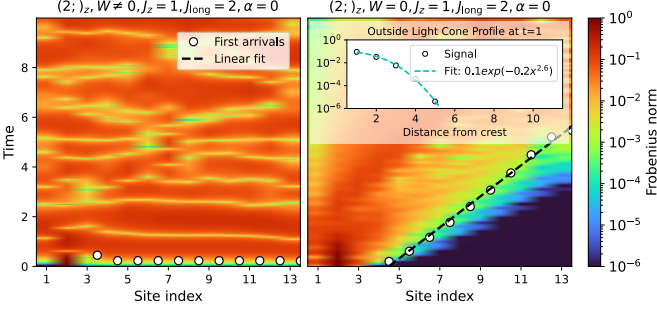 (2; )z, W ≠ 0, Jz = 1, Jlong = 2, α = 0
(2; )z, W = 0, Jz = 1, Jlong = 2, α = 0
First arrivals
Linear fit
Time
0
2
4
6
8
1
3
5
7
9
11
13
Site index
Outside Light Cone Profile at t=1
Signal
Fit: 0.1exp(−0.2x^2.6)
10^0
10^−2
10^−4
10^−6
2
4
6
8
10
Distance from crest
1
3
5
7
9
11
13
Site index
10^0
10^−1
10^−2
10^−3
10^−4
10^−5
10^−6
Frobenius norm